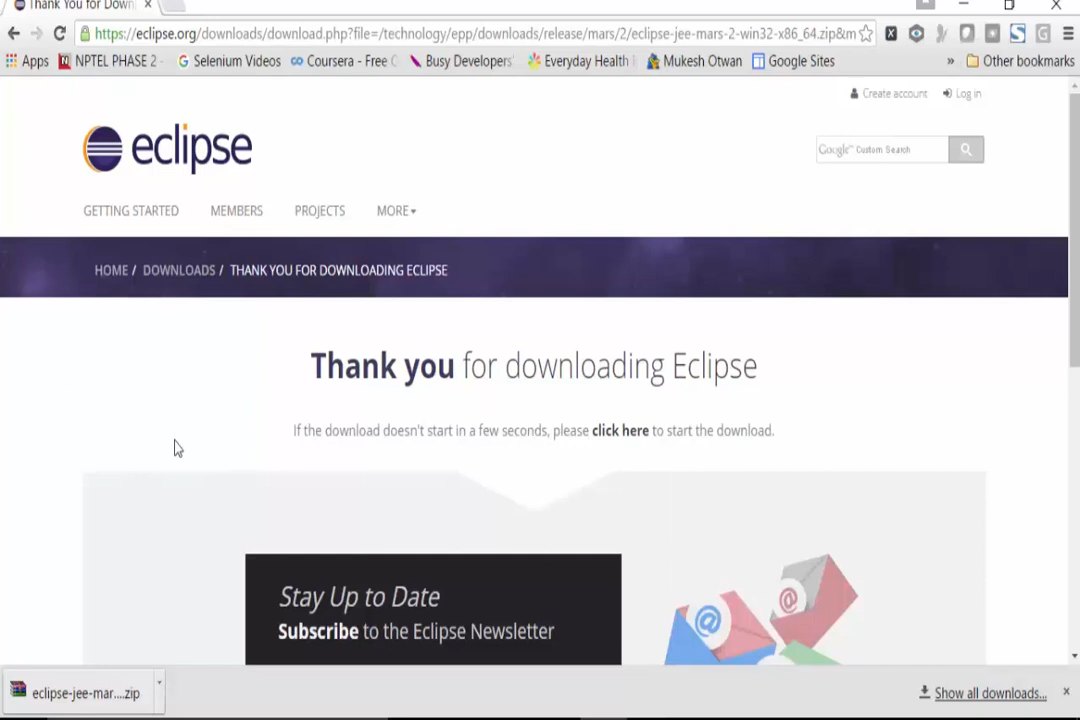 Thank You for Down
https://eclipse.org/downloads/download.php?file=/technology/epp/downloads/release/mars/2/eclipse-jee-mars-2-win32-x86_64.zip&m
Apps NPTEL PHASE 2 - Selenium Videos Coursera - Free C Busy Developers' Everyday Health Mukesh Otwan Google Sites » Other bookmarks
Create account Log in
eclipse
Google™ Custom Search
GETTING STARTED MEMBERS PROJECTS MORE
HOME / DOWNLOADS / THANK YOU FOR DOWNLOADING ECLIPSE
Thank you for downloading Eclipse
If the download doesn't start in a few seconds, please click here to start the download.
Stay Up to Date
Subscribe to the Eclipse Newsletter
@ @
eclipse-jee-mar....zip
Show all downloads...